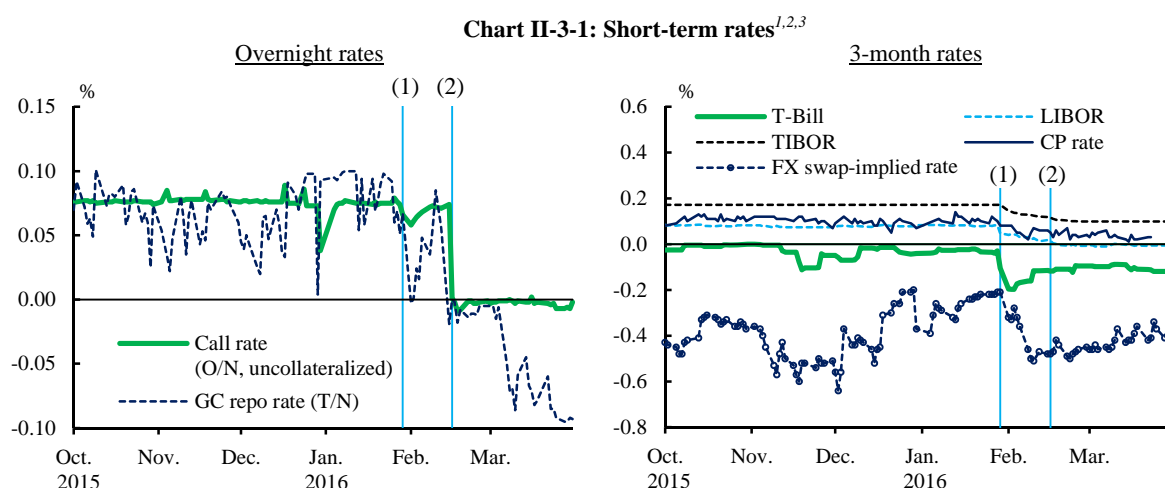 Chart II-3-1: Short-term rates1,2,3
Overnight rates
%
(1) (2)
0.15
0.10
0.05
0.00
-0.05
-0.10
Call rate
(O/N, uncollateralized)
GC repo rate (T/N)
Oct. Nov. Dec. Jan. Feb. Mar.
2015 2016
3-month rates
%
0.6
0.4
0.2
0.0
-0.2
-0.4
-0.6
-0.8
T-Bill LIBOR
TIBOR CP rate
FX swap-implied rate
(1) (2)
Oct. Nov. Dec. Jan. Feb. Mar.
2015 2016